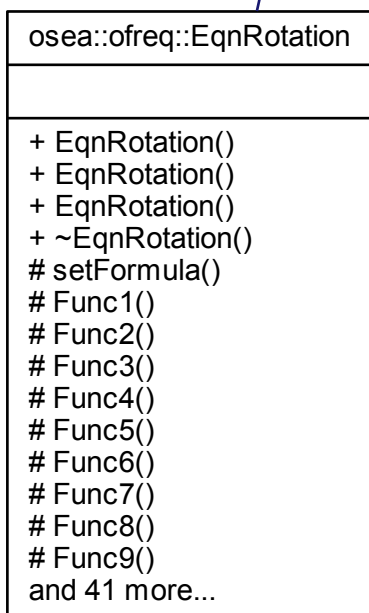 osea::ofreq::EqnRotation
+ EqnRotation()
+ EqnRotation()
+ EqnRotation()
+ ~EqnRotation()
# setFormula()
# Func1()
# Func2()
# Func3()
# Func4()
# Func5()
# Func6()
# Func7()
# Func8()
# Func9()
and 41 more...